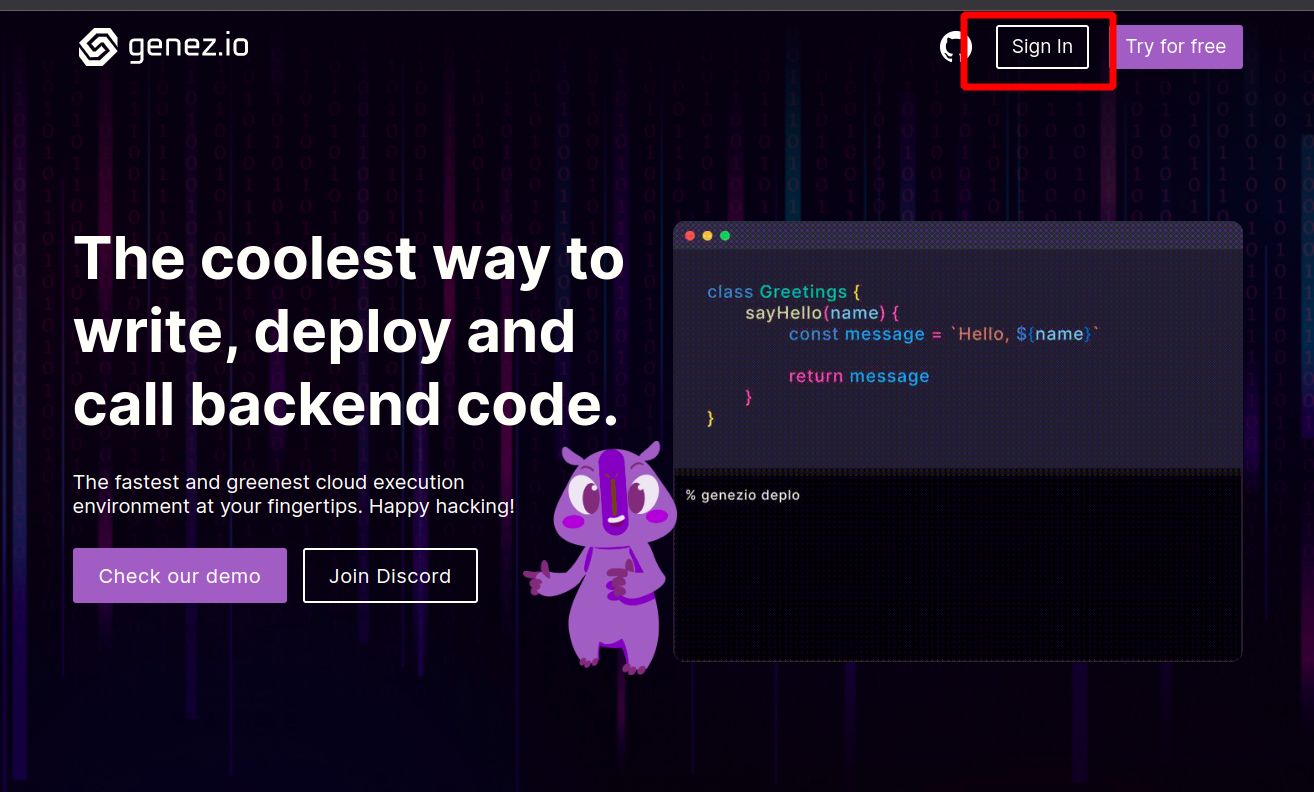 genez.io
Sign In
Try for free
The coolest way to
write, deploy and
call backend code.
The fastest and greenest cloud execution
environment at your fingertips. Happy hacking!
Check our demo
Join Discord
class Greetings {
sayHello(name) {
const message = `Hello, ${name}`
return message
}
}
% genezio deplo